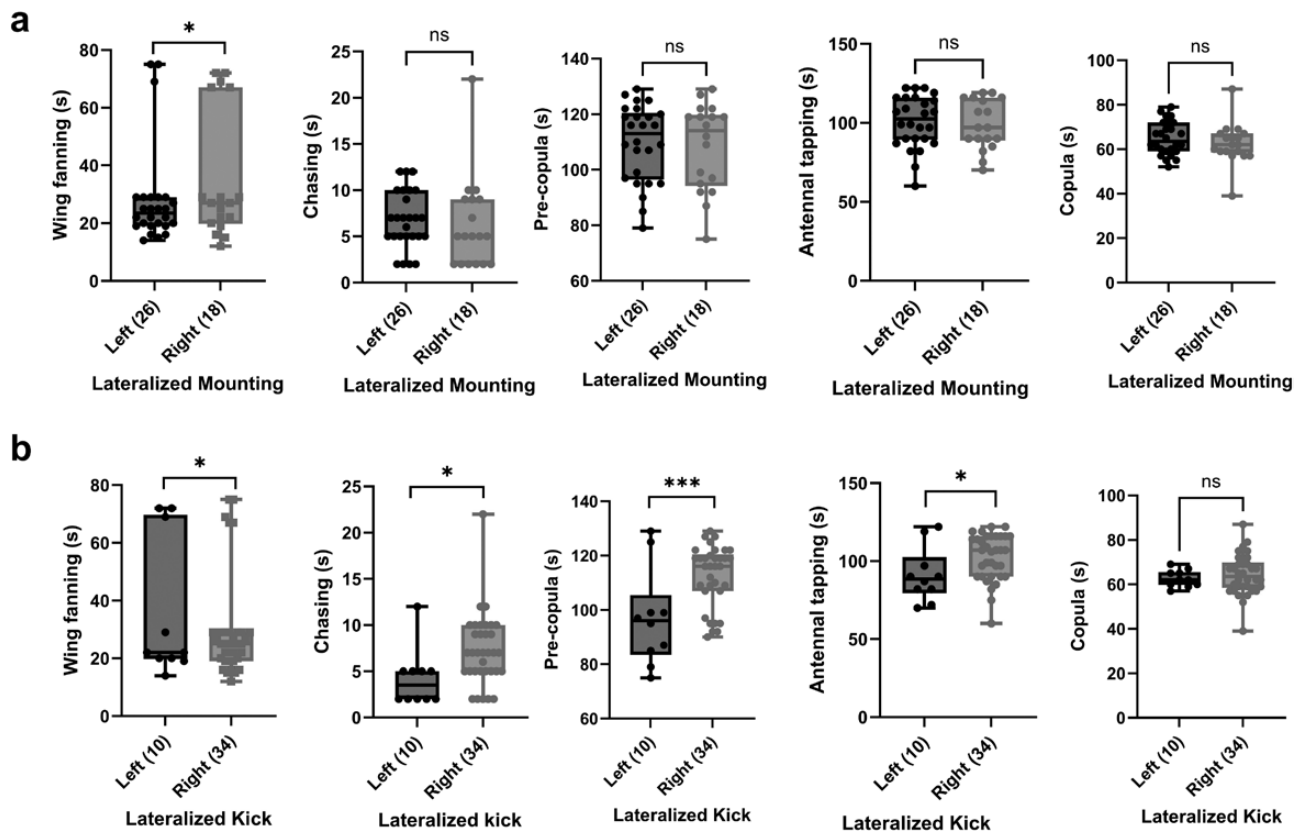 a
*
ns
ns
ns
ns
Wing fanning (s)
80
60
40
20
0
Left (26)
Right (18)
Lateralized Mounting
Chasing (s)
25
20
15
10
5
0
Left (26)
Right (18)
Lateralized Mounting
Pre-copula (s)
140
120
100
80
60
Left (26)
Right (18)
Lateralized Mounting
Antennal tapping (s)
150
100
50
0
Left (26)
Right (18)
Lateralized Mounting
Copula (s)
100
80
60
40
20
0
Left (26)
Right (18)
Lateralized Mounting
b
*
*
***
*
ns
Wing fanning (s)
80
60
40
20
0
Left (10)
Right (34)
Lateralized Kick
Chasing (s)
25
20
15
10
5
0
Left (10)
Right (34)
Lateralized kick
Pre-copula (s)
140
120
100
80
60
Left (10)
Right (34)
Lateralized Kick
Antennal tapping (s)
150
100
50
0
Left (10)
Right (34)
Lateralized Kick
Copula (s)
100
80
60
40
20
0
Left (10)
Right (34)
Lateralized Kick